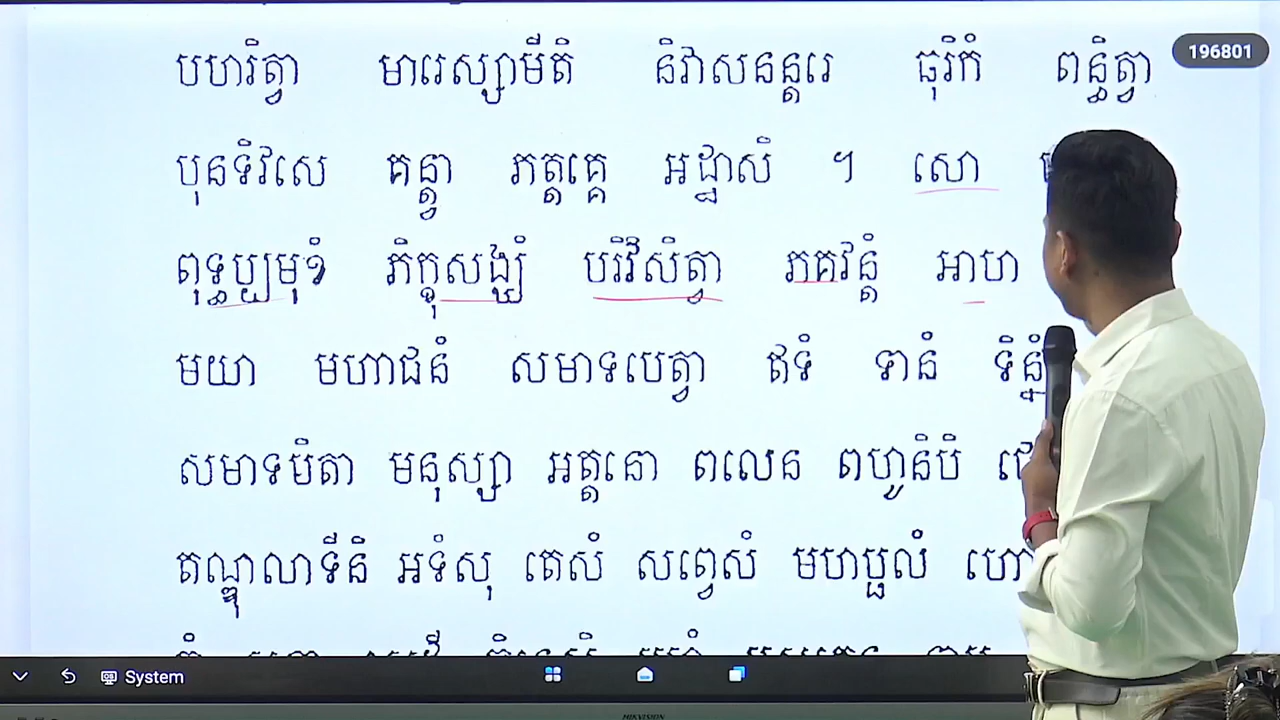 196801
បហរិត្វា មារេស្សាមីតិ និវាសនន្តរេ ធុរិកំ ពន្ធិត្វា
បុនទិវសេ គន្ត្វា ភត្តគ្គេ អដ្ឋាសិ ។ សោ
ពុទ្ធប្បមុខំ ភិក្ខុសង្ឃំ បរិវិសិត្វា ភគវន្តំ អាហ
មយា មហាជនំ សមាទបេត្វា ឥទំ ទានំ ទិន្នំ
សមាទមិតា មនុស្សា អត្តនោ ពលេន ពហូនិបិ
តណ្ឌុលាទីនិ អទំសុ តេសំ សព្វេសំ មហប្ផលំ
System
HIKVISION